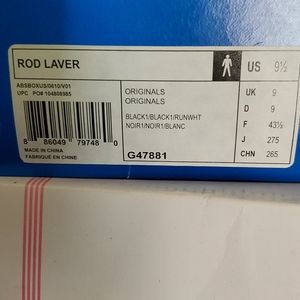 ROD LAVER
US 9½
ABSBOXUS/0610/V01
UPC PO# 104808985
ORIGINALS
ORIGINALS
BLACK1/BLACK1/RUNWHT
NOIR1/NOIR1/BLANC
8 86049 79748 0
MADE IN CHINA
FABRIQUE EN CHINE
G47881
UK 9
D 9
F 43⅓
J 275
CHN 265